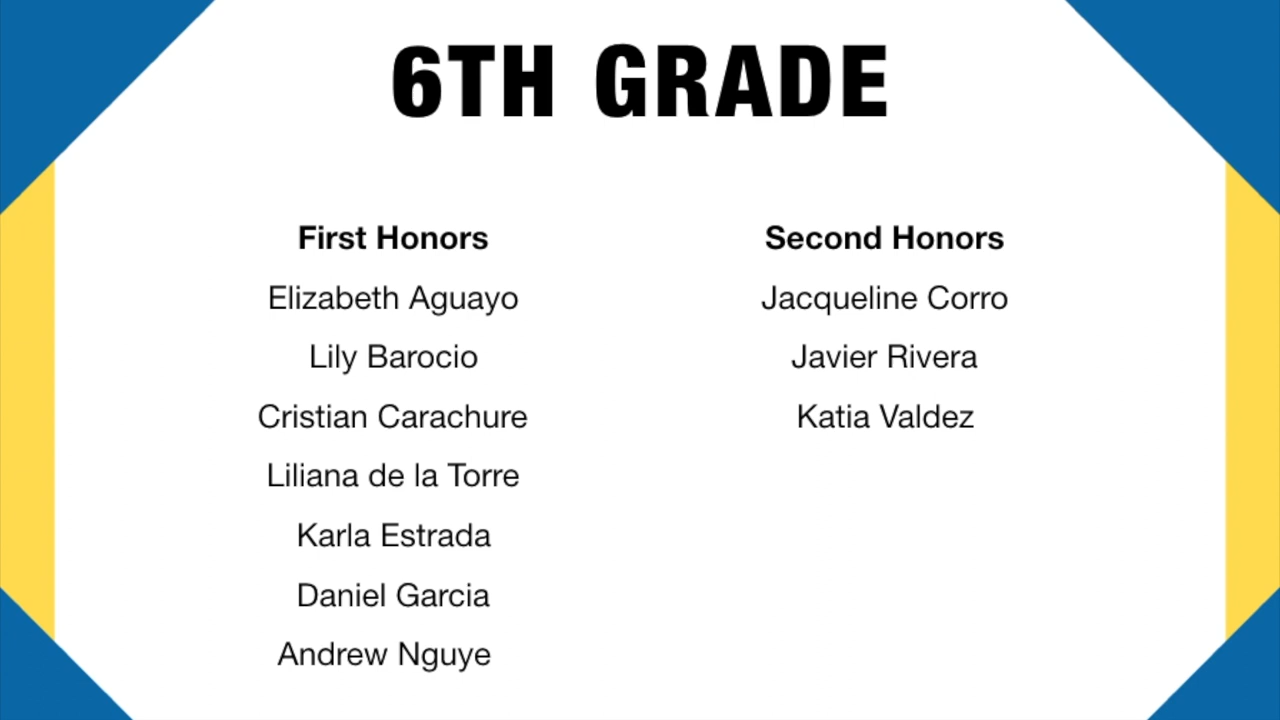 6TH GRADE
First Honors
Elizabeth Aguayo
Lily Barocio
Cristian Carachure
Liliana de la Torre
Karla Estrada
Daniel Garcia
Andrew Nguye
Second Honors
Jacqueline Corro
Javier Rivera
Katia Valdez